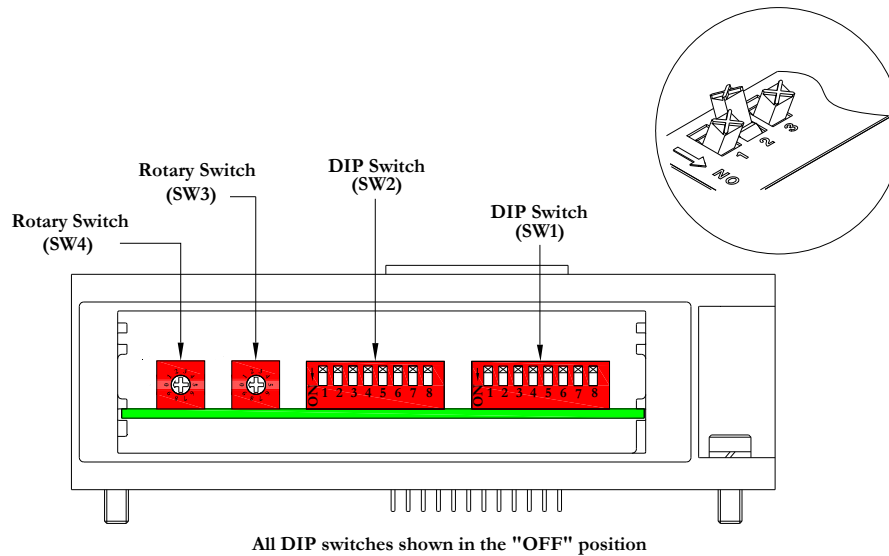 DIP Switch
(SW2)
Rotary Switch
(SW3)
DIP Switch
(SW1)
Rotary Switch
(SW4)
1 2 3
ON
ON 1 2 3 4 5 6 7 8
ON 1 2 3 4 5 6 7 8
All DIP switches shown in the "OFF" position